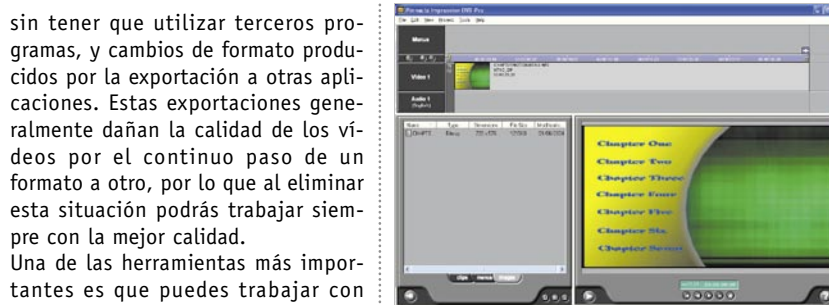 sin tener que utilizar terceros pro-
gramas, y cambios de formato produ-
cidos por la exportación a otras apli-
caciones. Estas exportaciones gene-
ralmente dañan la calidad de los ví-
deos por el continuo paso de un
formato a otro, por lo que al eliminar
esta situación podrás trabajar siem-
pre con la mejor calidad.
Una de las herramientas más impor-
tantes es que puedes trabajar con
Impression DVD Pro
Menus
Video 1
Audio 1
(English)
Chapter One
Chapter Two
Chapter Three
Chapter Four
Chapter Five
Chapter Six
Chapter Seven